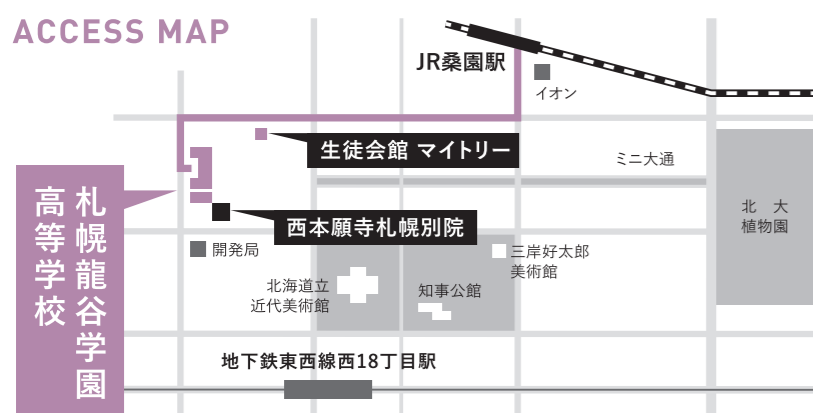 ACCESS MAP
JR桑園駅
イオン
生徒会館 マイトリー
ミニ大通
札幌龍谷学園
高等学校
西本願寺札幌別院
北 大
植物園
開発局
三岸好太郎
美術館
北海道立
近代美術館
知事公館
地下鉄東西線西18丁目駅